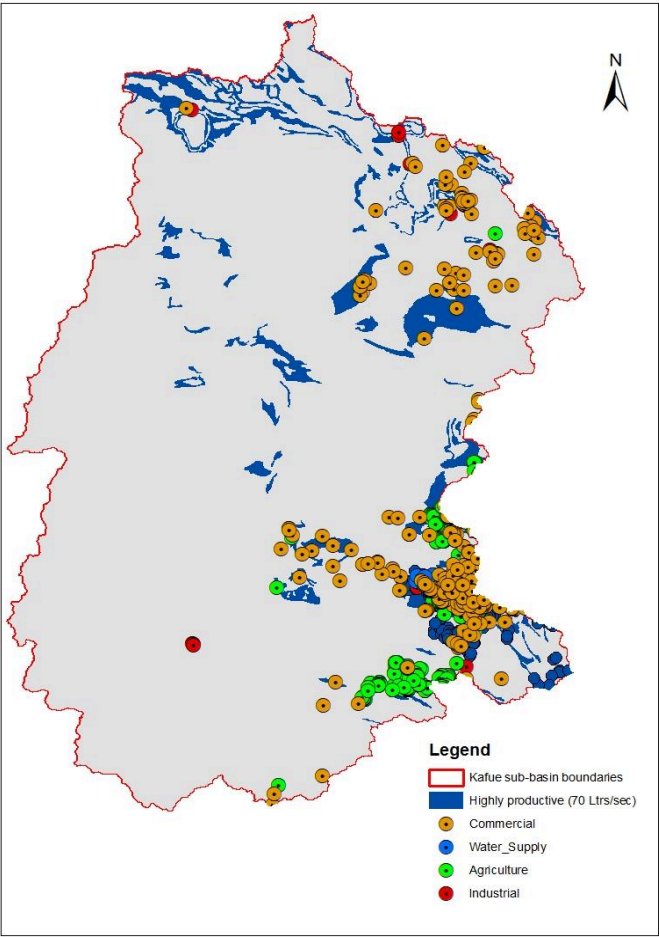 N
Legend
Kafue sub-basin boundaries
Highly productive (70 Ltrs/sec)
Commercial
Water_Supply
Agriculture
Industrial